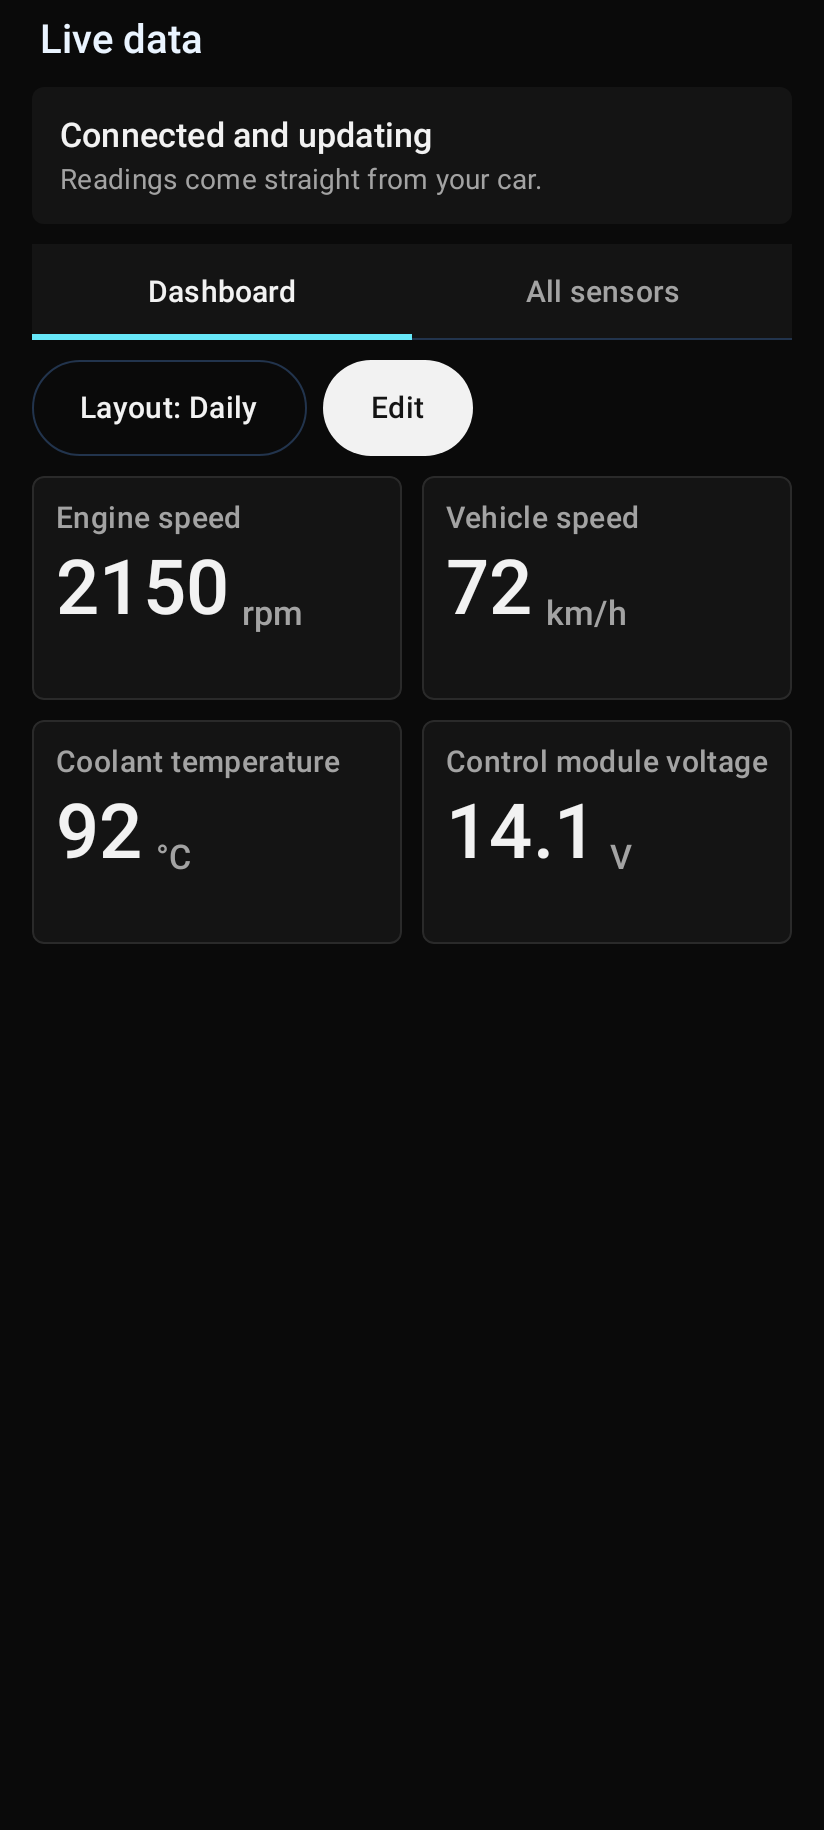 Live data
Connected and updating
Readings come straight from your car.
Dashboard
All sensors
Layout: Daily
Edit
Engine speed
2150 rpm
Vehicle speed
72 km/h
Coolant temperature
92 °C
Control module voltage
14.1 V